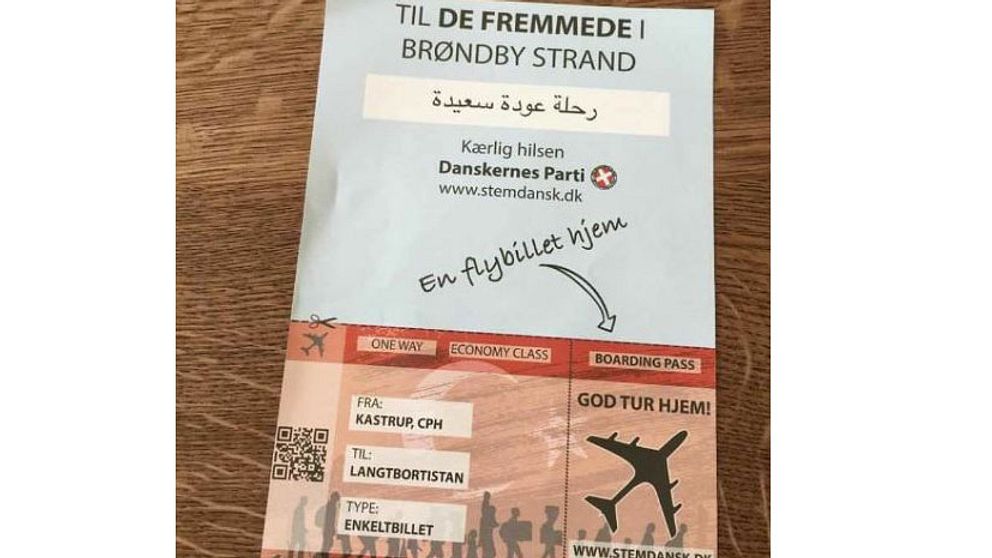 TIL DE FREMMEDE I
BRØNDBY STRAND
رحلة عودة سعيدة
Kærlig hilsen
Danskernes Parti
www.stemdansk.dk
En flybillet hjem
ONE WAY
ECONOMY CLASS
BOARDING PASS
FRA:
KASTRUP, CPH
TIL:
LANGTBORTISTAN
TYPE:
ENKELTBILLET
GOD TUR HJEM!
WWW.STEMDANSK.DK